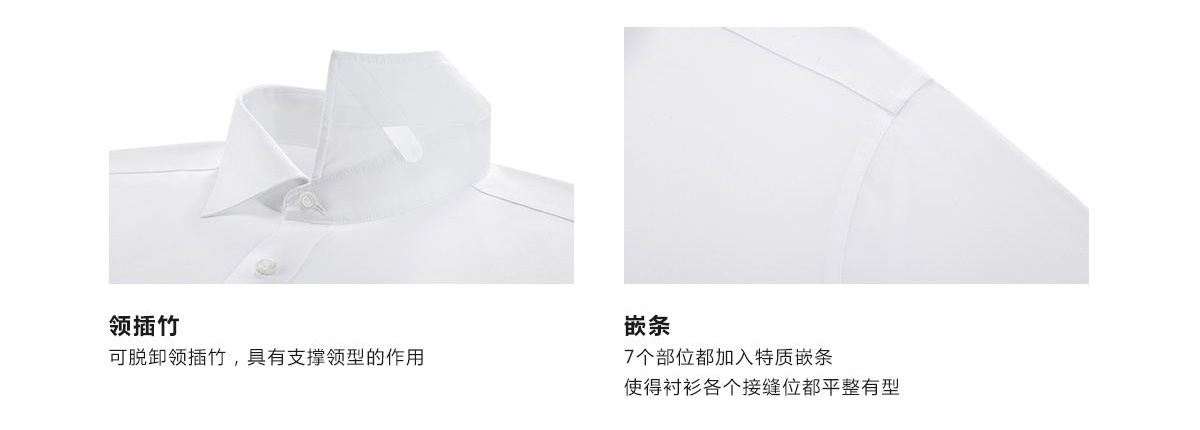 领插竹
可脱卸领插竹，具有支撑领型的作用
嵌条
7个部位都加入特质嵌条
使得衬衫各个接缝位都平整有型